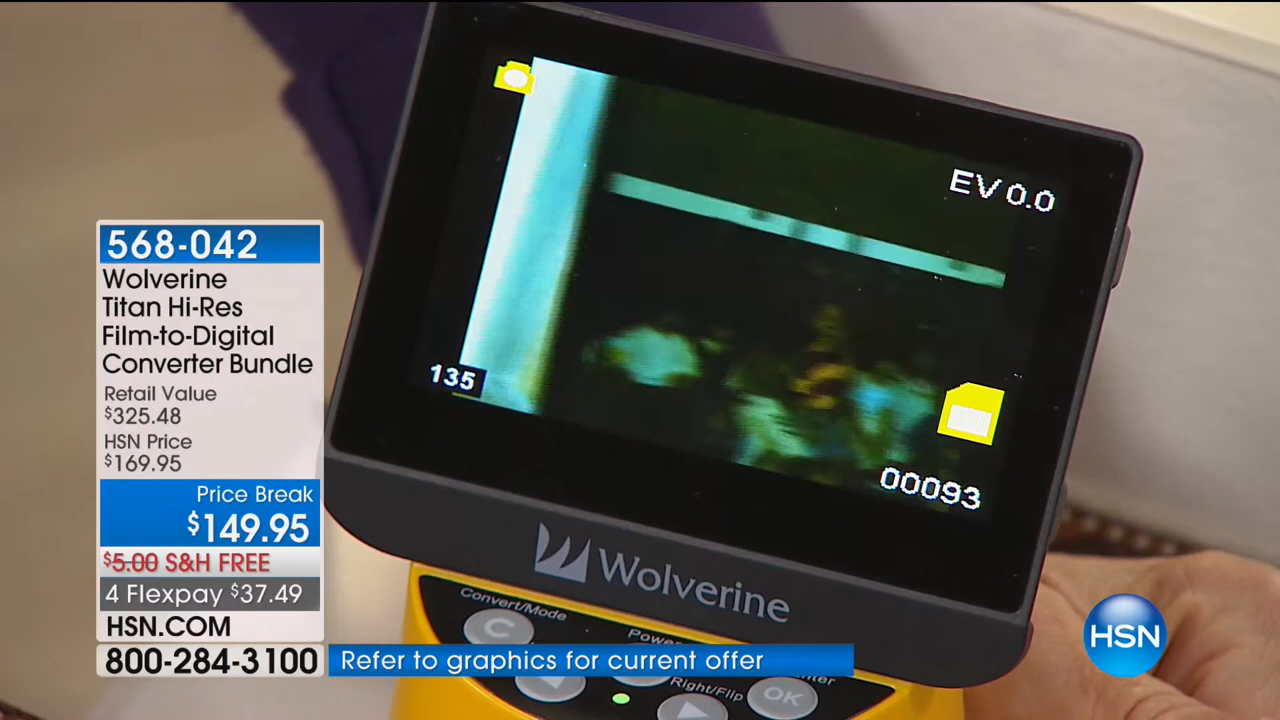 568-042
Wolverine
Titan Hi-Res
Film-to-Digital
Converter Bundle
Retail Value
$325.48
HSN Price
$169.95
Price Break
$149.95
$5.00 S&H FREE
4 Flexpay $37.49
HSN.COM
800-284-3100
Refer to graphics for current offer
EV 0.0
135
00093
Wolverine
Convert/Mode
C
Right/Flip
OK
HSN